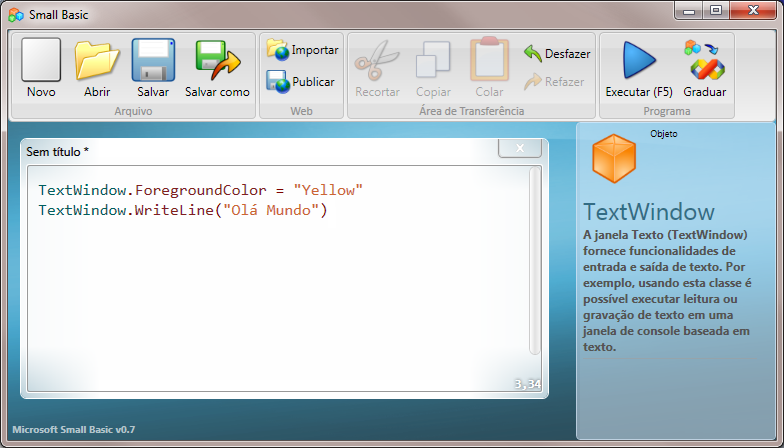 Small Basic
Novo
Abrir
Salvar
Salvar como
Arquivo
Importar
Publicar
Web
Recortar
Copiar
Colar
Desfazer
Refazer
Área de Transferência
Executar (F5)
Graduar
Programa
Sem título *
TextWindow.ForegroundColor = "Yellow"
TextWindow.WriteLine("Olá Mundo")
3,34
Objeto
TextWindow
A janela Texto (TextWindow)
fornece funcionalidades de
entrada e saída de texto. Por
exemplo, usando esta classe é
possível executar leitura ou
gravação de texto em uma
janela de console baseada em
texto.
Microsoft Small Basic v0.7